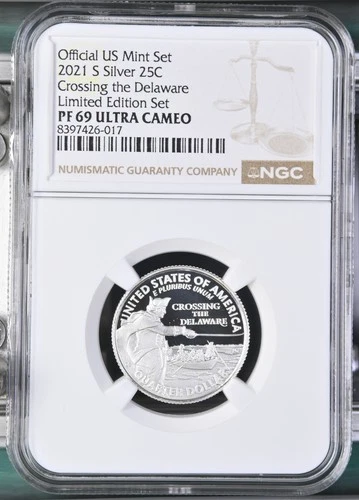 Official US Mint Set
2021 S Silver 25C
Crossing the Delaware
Limited Edition Set
PF 69 ULTRA CAMEO
8397426-017
NUMISMATIC GUARANTY COMPANY
NGC
UNITED STATES OF AMERICA
E PLURIBUS UNUM
CROSSING
THE
DELAWARE
QUARTER DOLLAR